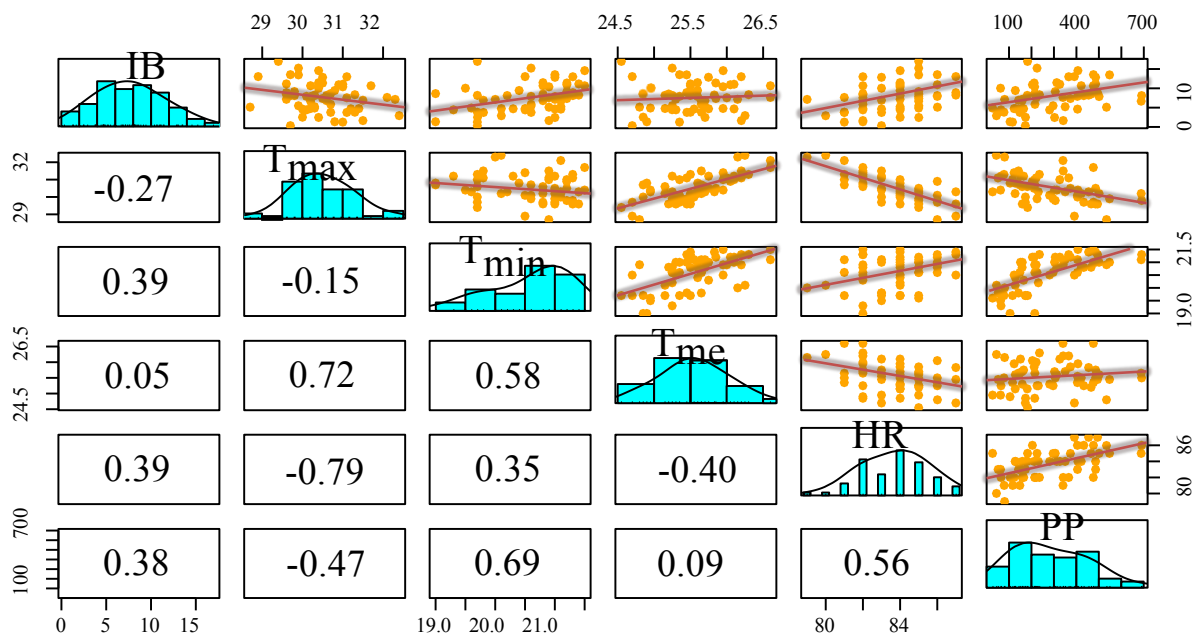 29 30 31 32 24.5 25.5 26.5 100 400 700
IB 0 10
32 29 -0.27 T_max
0.39 -0.15 T_min 21.5 19.0
26.5 24.5 0.05 0.72 0.58 T_me
0.39 -0.79 0.35 -0.40 HR 86 80
700 100 0.38 -0.47 0.69 0.09 0.56 PP
0 5 10 15 19.0 20.0 21.0 80 84